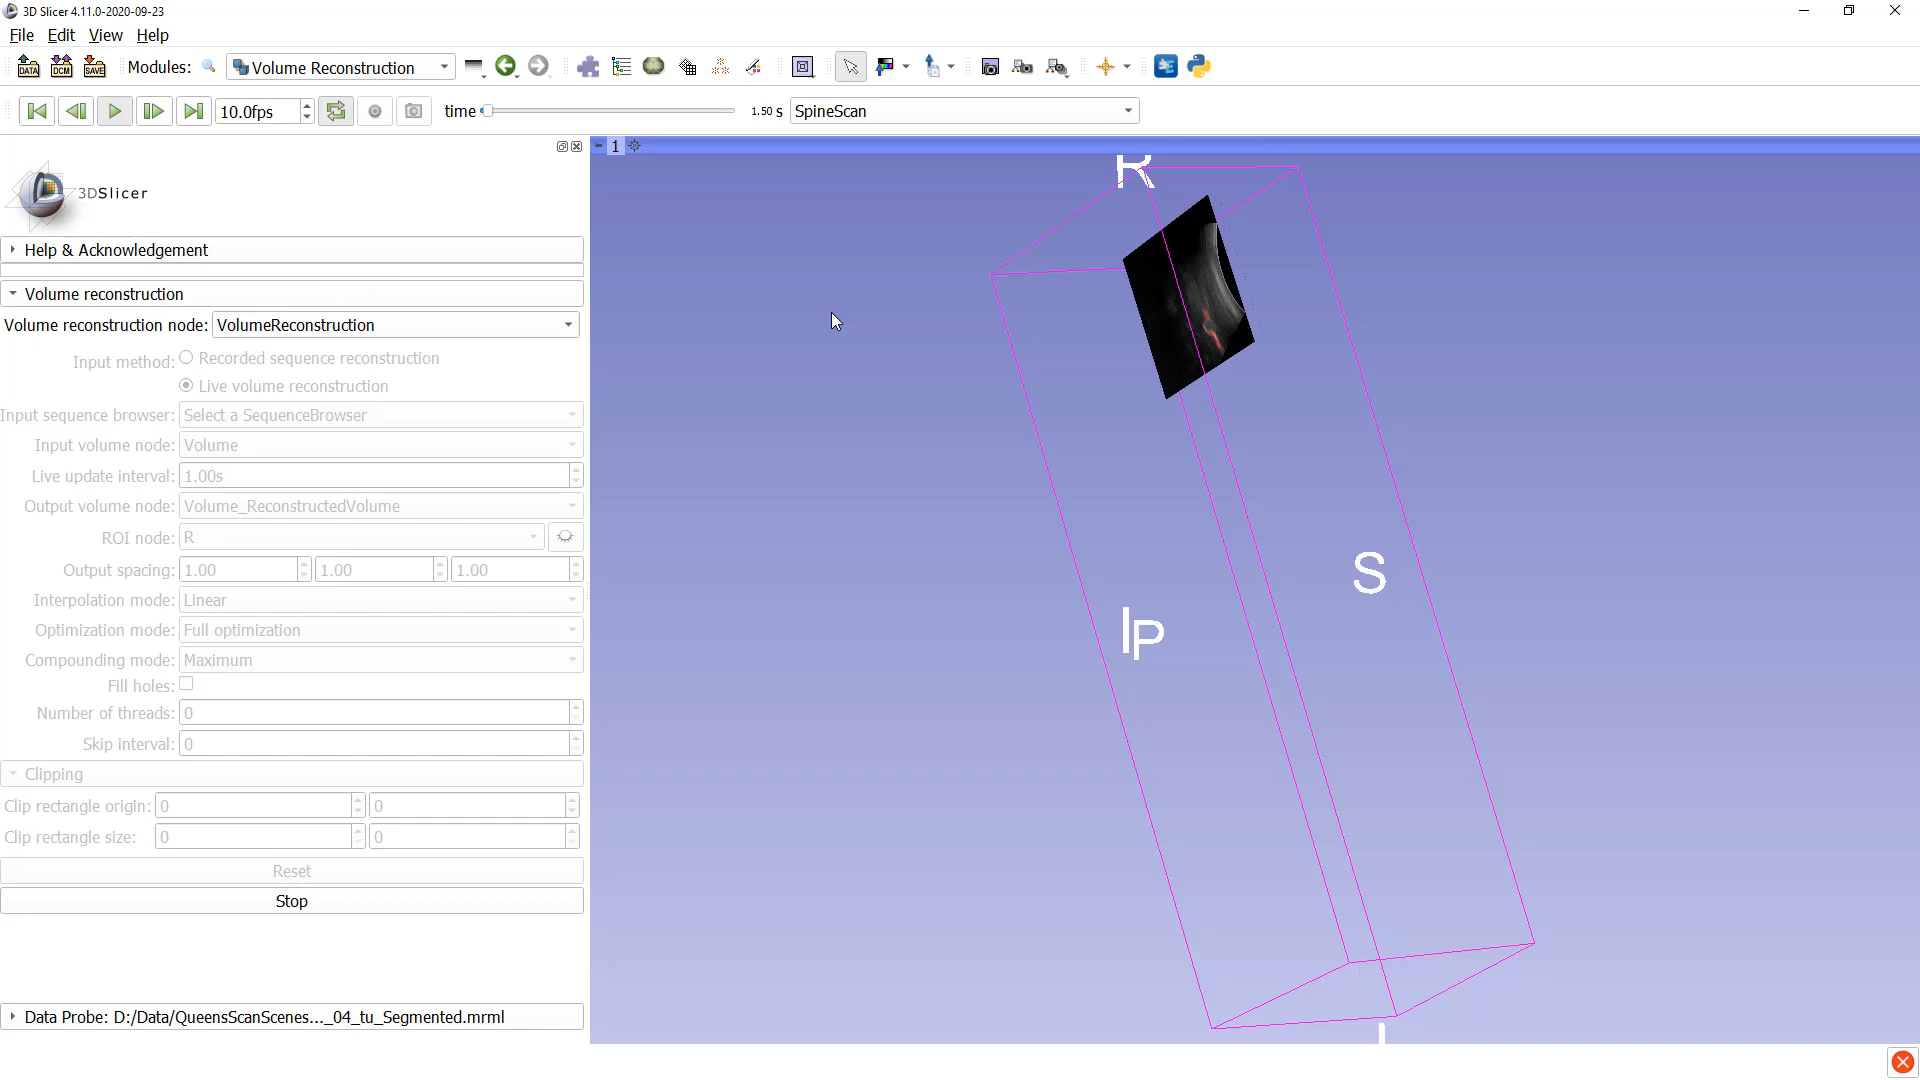 3D Slicer 4.11.0-2020-09-23
File Edit View Help
DATA DCM SAVE Modules: Volume Reconstruction
10.0fps time 1.50 s SpineScan
1
3DSlicer
Help & Acknowledgement
Volume reconstruction
Volume reconstruction node: VolumeReconstruction
Input method: Recorded sequence reconstruction
Live volume reconstruction
Input sequence browser: Select a SequenceBrowser
Input volume node: Volume
Live update interval: 1.00s
Output volume node: Volume_ReconstructedVolume
ROI node: R
Output spacing: 1.00 1.00 1.00
Interpolation mode: Linear
Optimization mode: Full optimization
Compounding mode: Maximum
Fill holes:
Number of threads: 0
Skip interval: 0
Clipping
Clip rectangle origin: 0 0
Clip rectangle size: 0 0
Reset
Stop
Data Probe: D:/Data/QueensScanScenes..._04_tu_Segmented.mrml
R
S
I
P